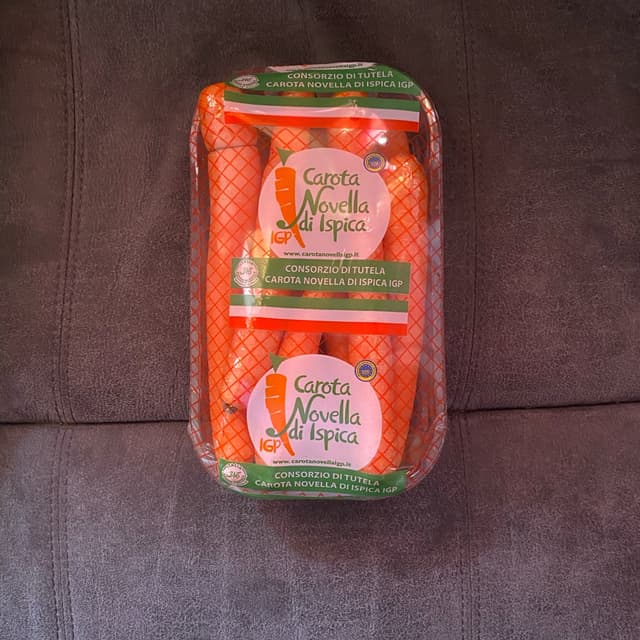 CONSORZIO DI TUTELA
CAROTA NOVELLA DI ISPICA IGP
Carota
Novella
di Ispica
IGP
www.carotanovellaigp.it
CONSORZIO DI TUTELA
CAROTA NOVELLA DI ISPICA IGP
Carota
Novella
di Ispica
IGP
www.carotanovellaigp.it
CONSORZIO DI TUTELA
CAROTA NOVELLA DI ISPICA IGP